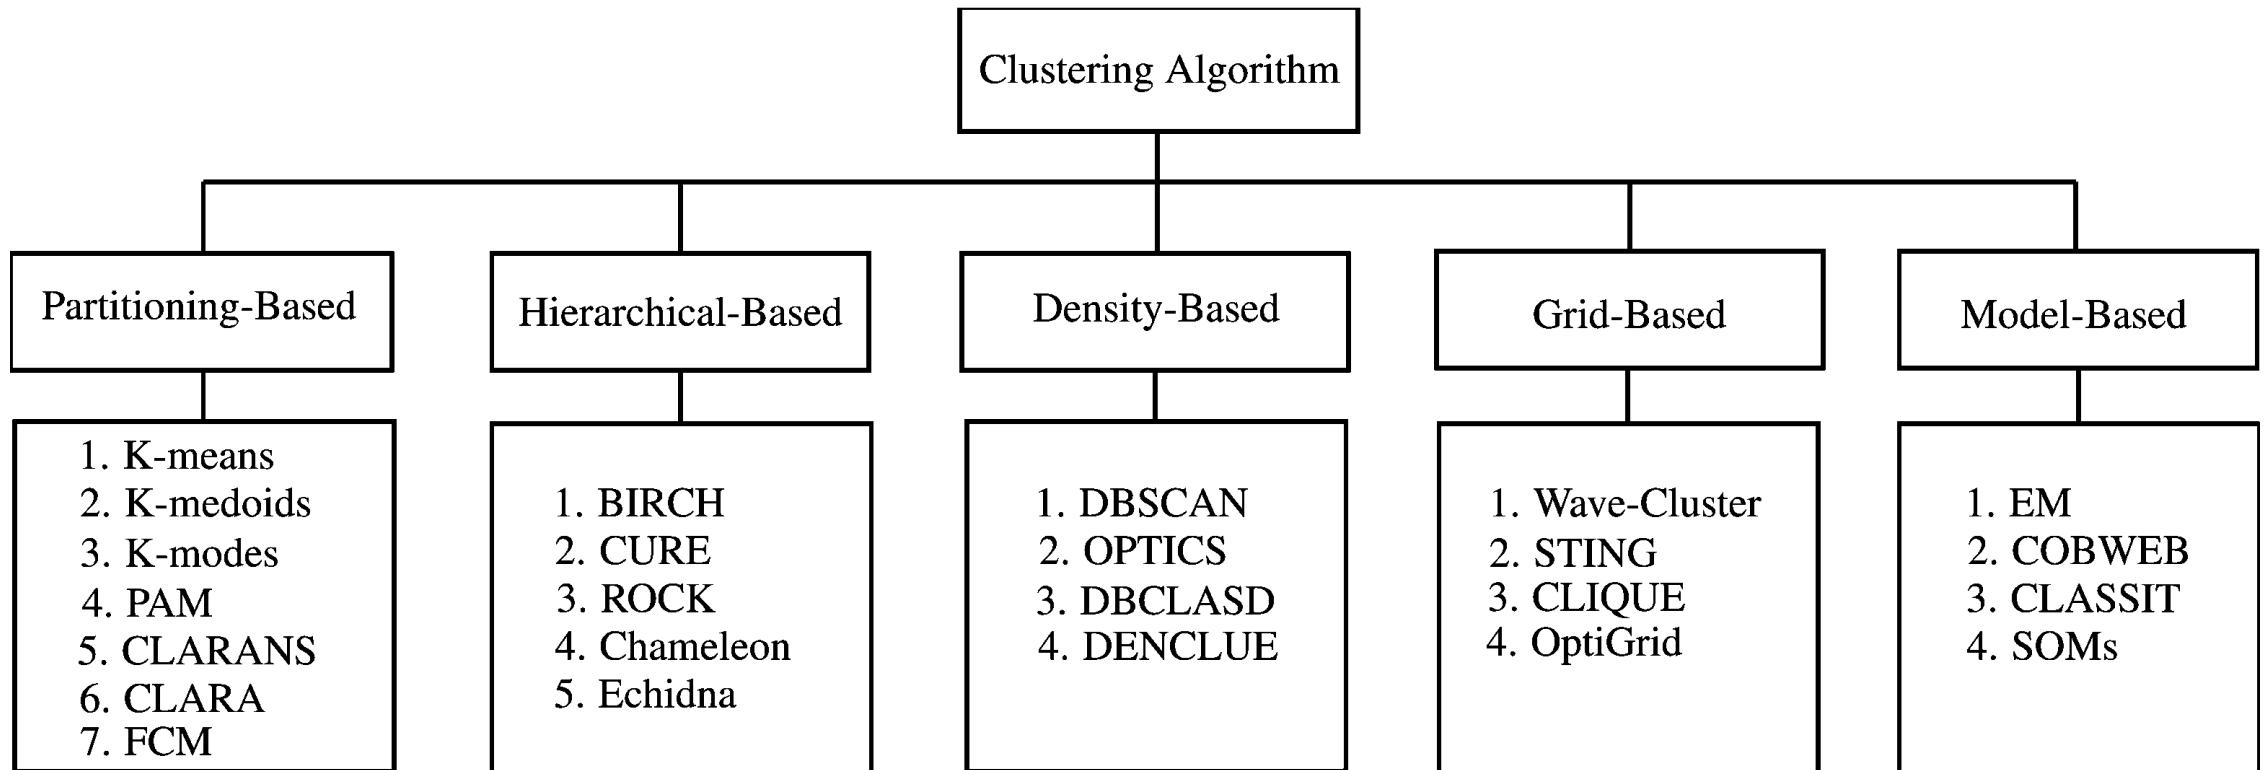 Clustering Algorithm
Partitioning-Based
Hierarchical-Based
Density-Based
Grid-Based
Model-Based
1. K-means
2. K-medoids
3. K-modes
4. PAM
5. CLARANS
6. CLARA
7. FCM
1. BIRCH
2. CURE
3. ROCK
4. Chameleon
5. Echidna
1. DBSCAN
2. OPTICS
3. DBCLASD
4. DENCLUE
1. Wave-Cluster
2. STING
3. CLIQUE
4. OptiGrid
1. EM
2. COBWEB
3. CLASSIT
4. SOMs